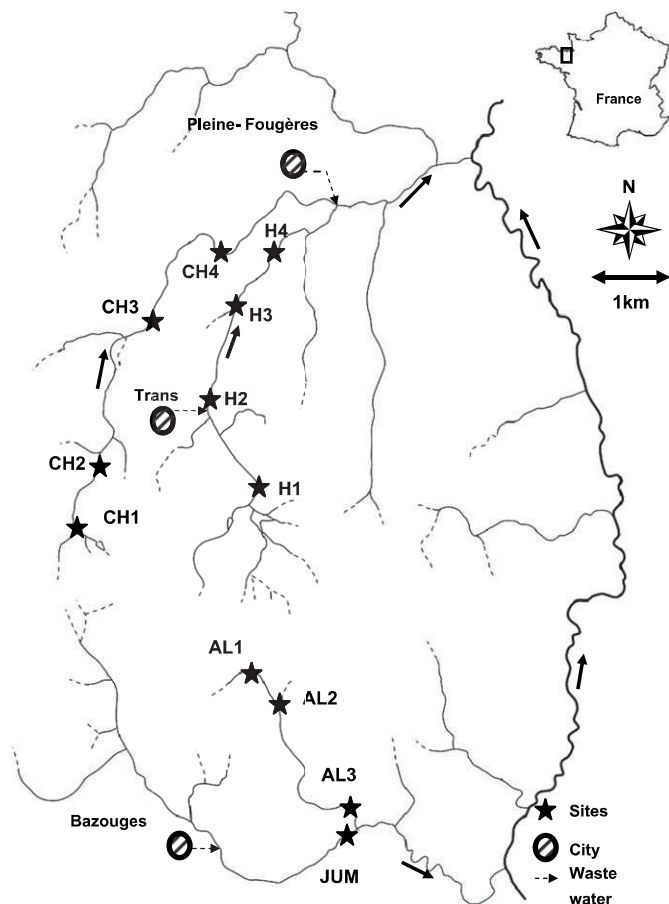 France
Pleine-Fougères
N
1km
H4
CH4
CH3
H3
Trans
H2
CH2
H1
CH1
AL1
AL2
AL3
Bazouges
JUM
Sites
City
Waste
water